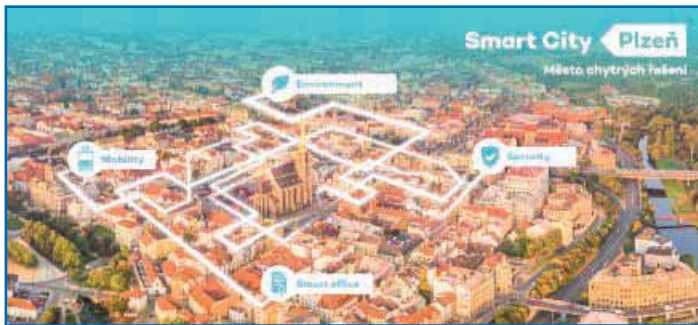 Smart City Plzeň
Město chytrých řešení
Environment
Mobility
Security
Smart office